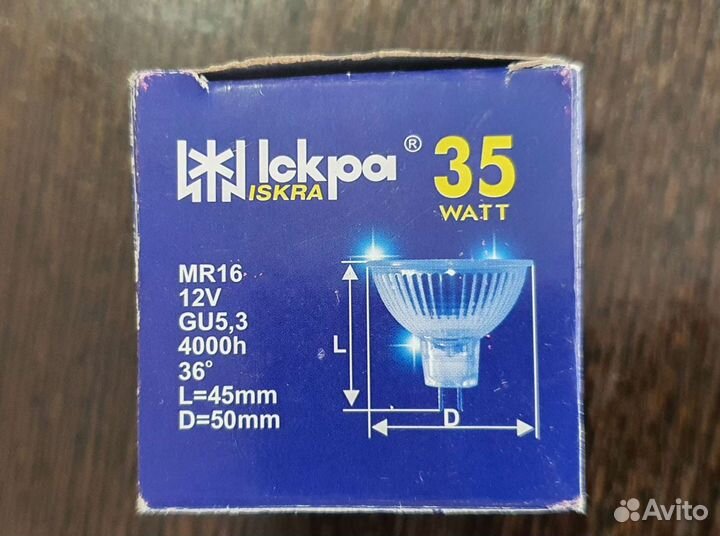 Іскра ® 35
ISKRA WATT
MR16
12V
GU5,3
4000h
36°
L=45mm
D=50mm
L
D
Avito